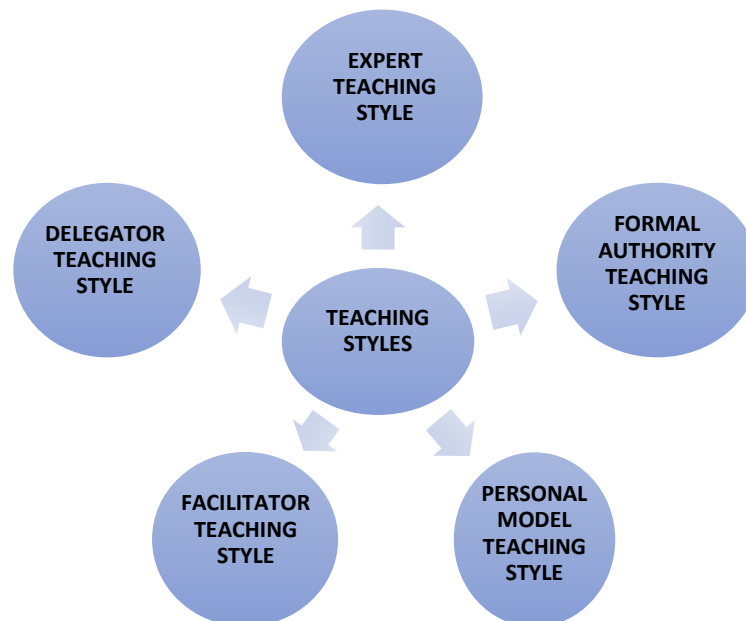 EXPERT
TEACHING
STYLE
DELEGATOR
TEACHING
STYLE
FORMAL
AUTHORITY
TEACHING
STYLE
TEACHING
STYLES
FACILITATOR
TEACHING
STYLE
PERSONAL
MODEL
TEACHING
STYLE